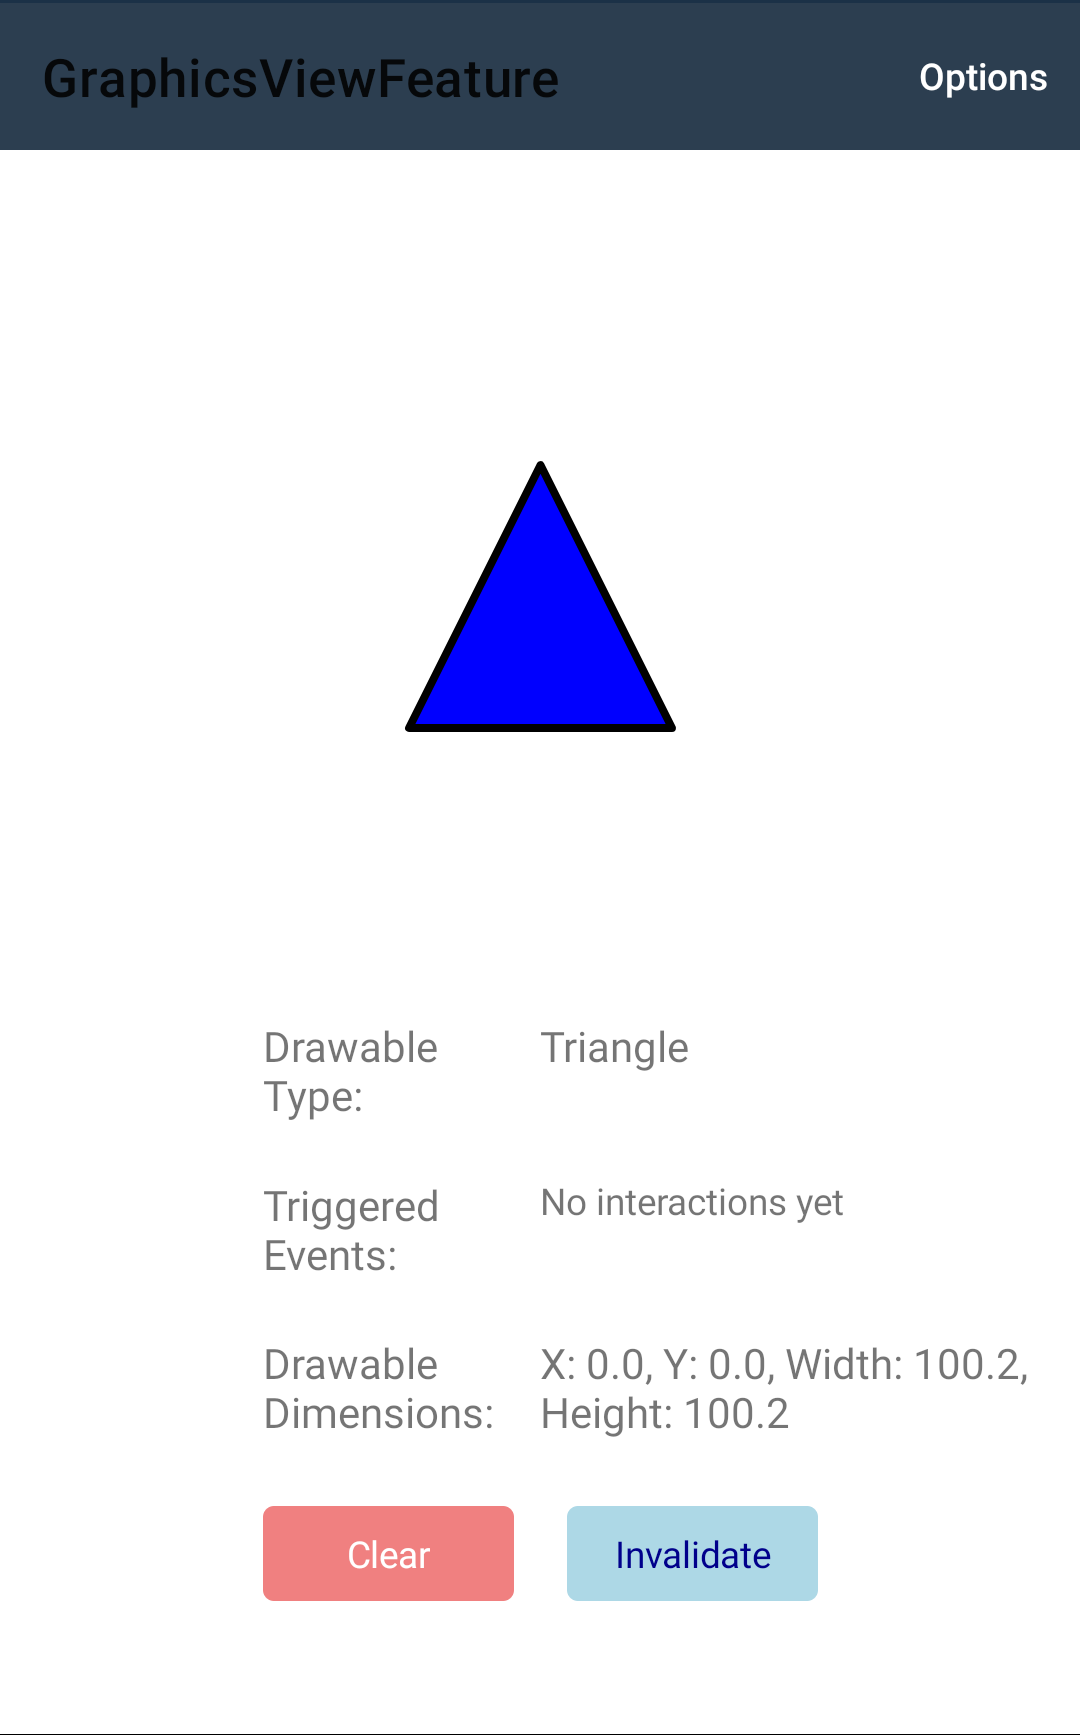 GraphicsViewFeature
Options
Drawable
Type:
Triangle
Triggered
Events:
No interactions yet
Drawable
Dimensions:
X: 0.0, Y: 0.0, Width: 100.2,
Height: 100.2
Clear
Invalidate